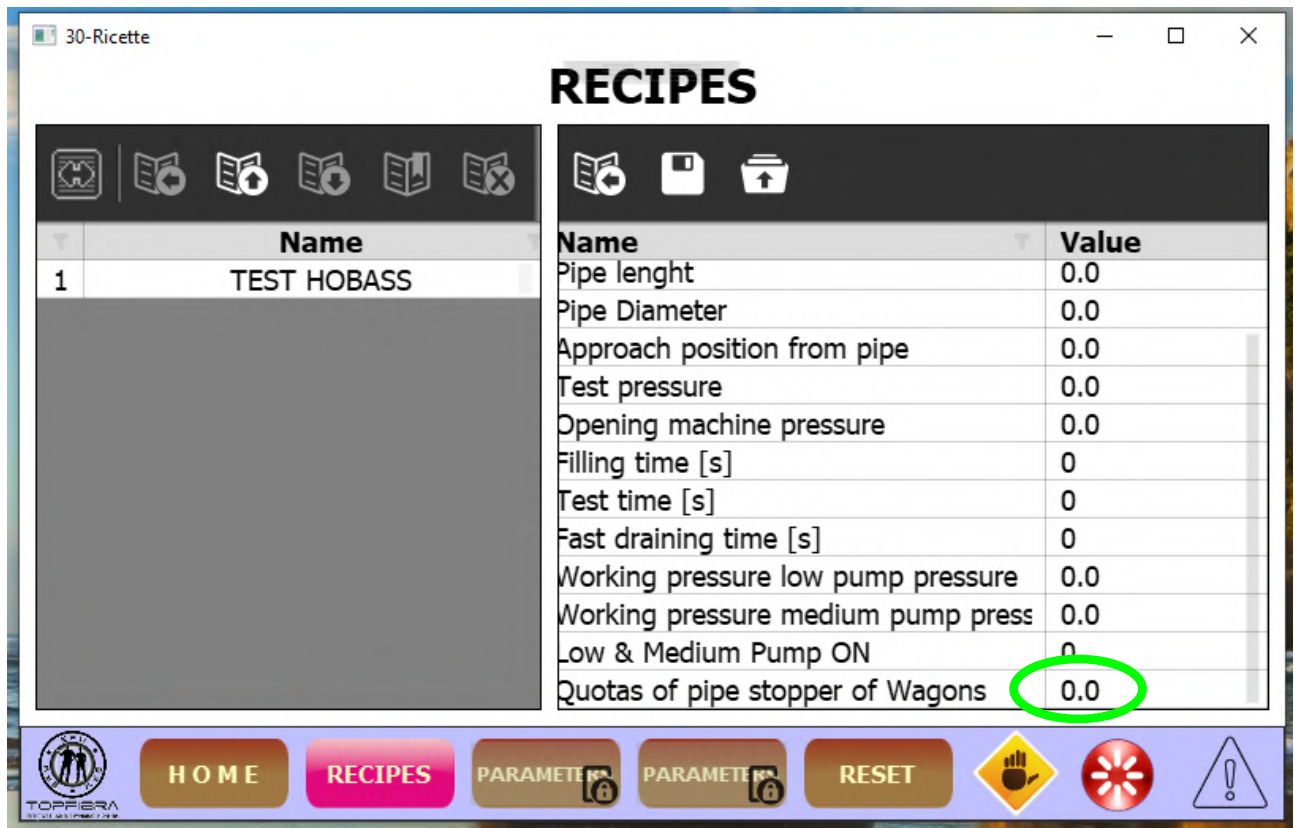 30-Ricette
RECIPES
Name
1 TEST HOBASS
Name Value
Pipe lenght 0.0
Pipe Diameter 0.0
Approach position from pipe 0.0
Test pressure 0.0
Opening machine pressure 0.0
Filling time [s] 0
Test time [s] 0
Fast draining time [s] 0
Working pressure low pump pressure 0.0
Working pressure medium pump press 0.0
Low & Medium Pump ON 0
Quotas of pipe stopper of Wagons 0.0
TOPFIBRA
HOME RECIPES RESET